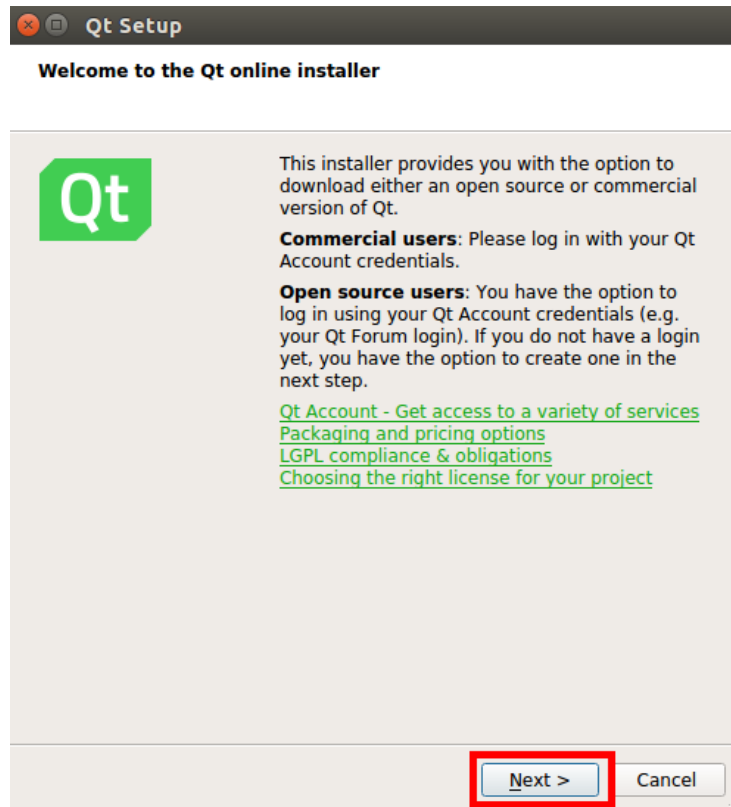 Qt Setup
Welcome to the Qt online installer
Qt
This installer provides you with the option to
download either an open source or commercial
version of Qt.
Commercial users: Please log in with your Qt
Account credentials.
Open source users: You have the option to
log in using your Qt Account credentials (e.g.
your Qt Forum login). If you do not have a login
yet, you have the option to create one in the
next step.
Qt Account - Get access to a variety of services
Packaging and pricing options
LGPL compliance & obligations
Choosing the right license for your project
Next >
Cancel